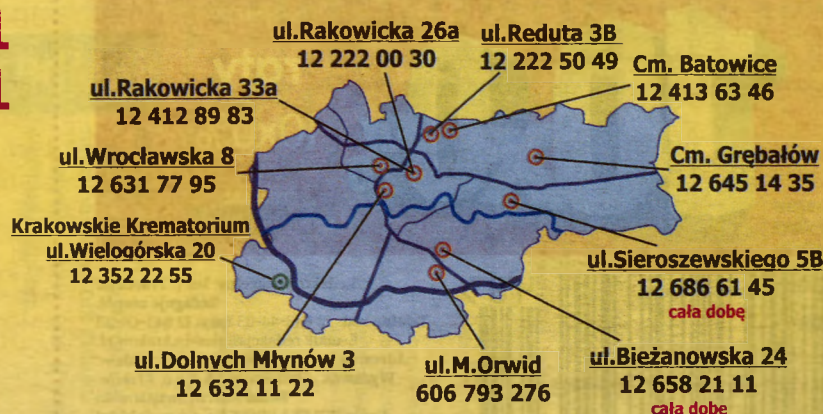 ul.Rakowicka 26a
12 222 00 30
ul.Reduta 3B
12 222 50 49
Cm. Batowice
12 413 63 46
ul.Rakowicka 33a
12 412 89 83
ul.Wrocławska 8
12 631 77 95
Cm. Grębałów
12 645 14 35
Krakowskie Krematorium
ul.Wielogórska 20
12 352 22 55
ul.Sieroszewskiego 5B
12 686 61 45
cała dobę
ul.Dolnych Młynów 3
12 632 11 22
ul.M.Orwid
606 793 276
ul.Bieżanowska 24
12 658 21 11
cała dobę